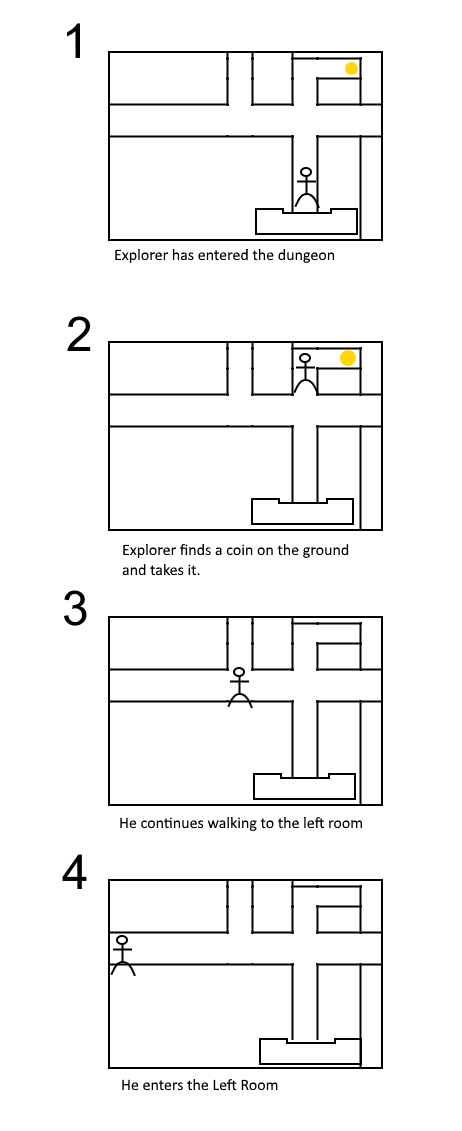 1
Explorer has entered the dungeon
2
Explorer finds a coin on the ground
and takes it.
3
He continues walking to the left room
4
He enters the Left Room